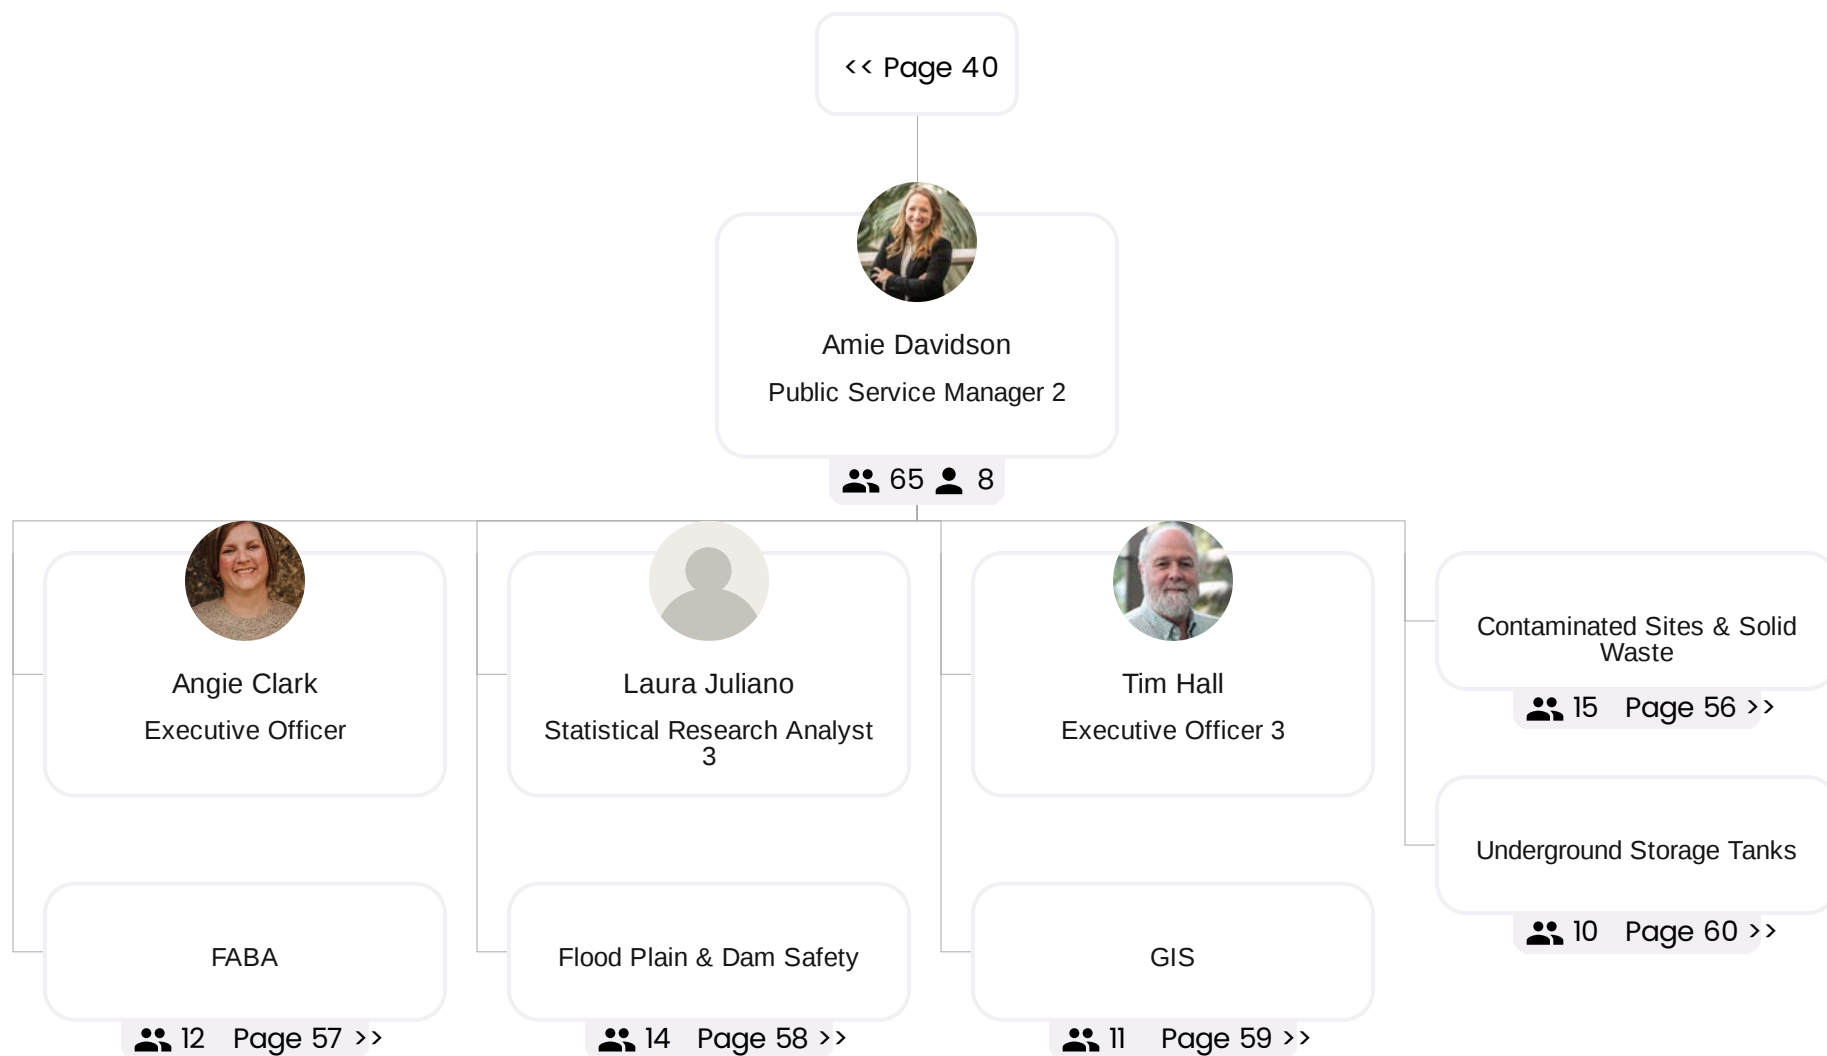 << Page 40
Amie Davidson
Public Service Manager 2
65 8
Angie Clark
Executive Officer
Laura Juliano
Statistical Research Analyst
3
Tim Hall
Executive Officer 3
Contaminated Sites & Solid
Waste
15 Page 56 >>
Underground Storage Tanks
10 Page 60 >>
FABA
12 Page 57 >>
Flood Plain & Dam Safety
14 Page 58 >>
GIS
11 Page 59 >>